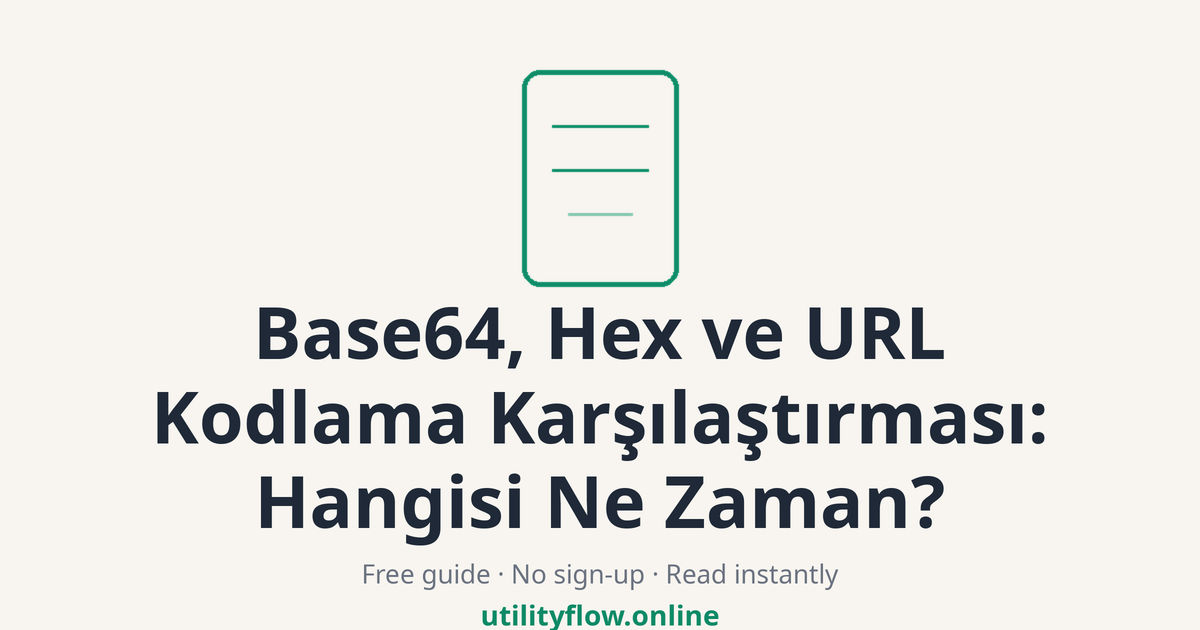 Base64, Hex ve URL
Kodlama Karşılaştırması:
Hangisi Ne Zaman?
Free guide · No sign-up · Read instantly
utilityflow.online